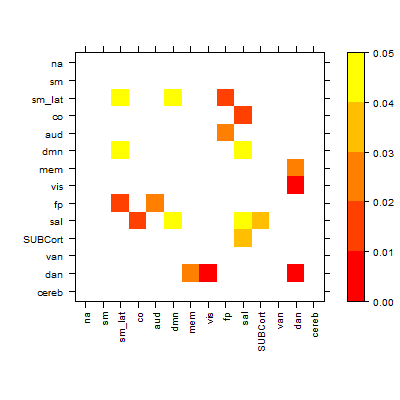 na
sm
sm_lat
co
aud
dmn
mem
vis
fp
sal
SUBCort
van
dan
cereb
na
sm
sm_lat
co
aud
dmn
mem
vis
fp
sal
SUBCort
van
dan
cereb
0.05
0.04
0.03
0.02
0.01
0.00